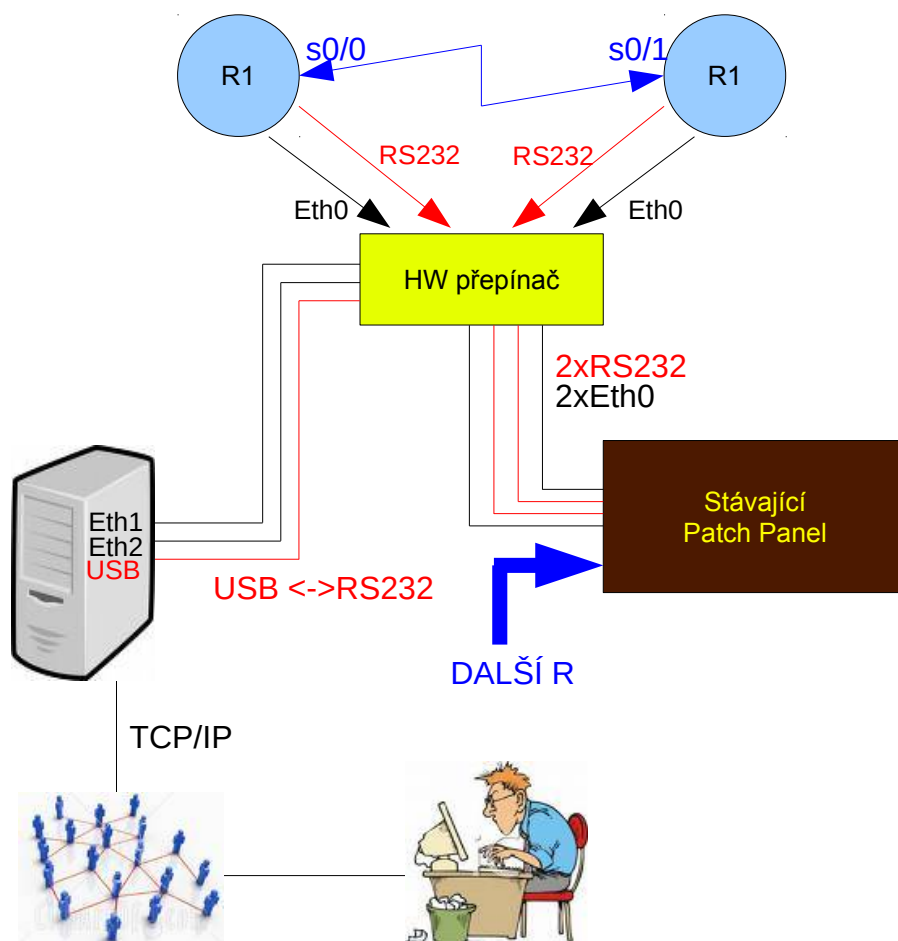 s0/0
s0/1
R1
R1
RS232
RS232
Eth0
Eth0
HW přepínač
2xRS232
2xEth0
Stávající
Patch Panel
Eth1
Eth2
USB
USB <->RS232
DALŠÍ R
TCP/IP